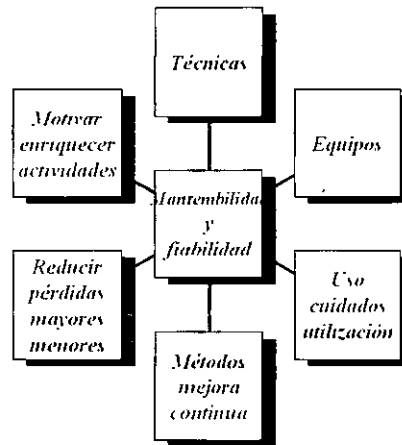 Técnicas
Motivar
enriquecer
actividades
Equipos
Mantenibilidad
y
fiabilidad
Reducir
pérdidas
mayores
menores
Uso
cuidados
utilización
Métodos
mejora
continua